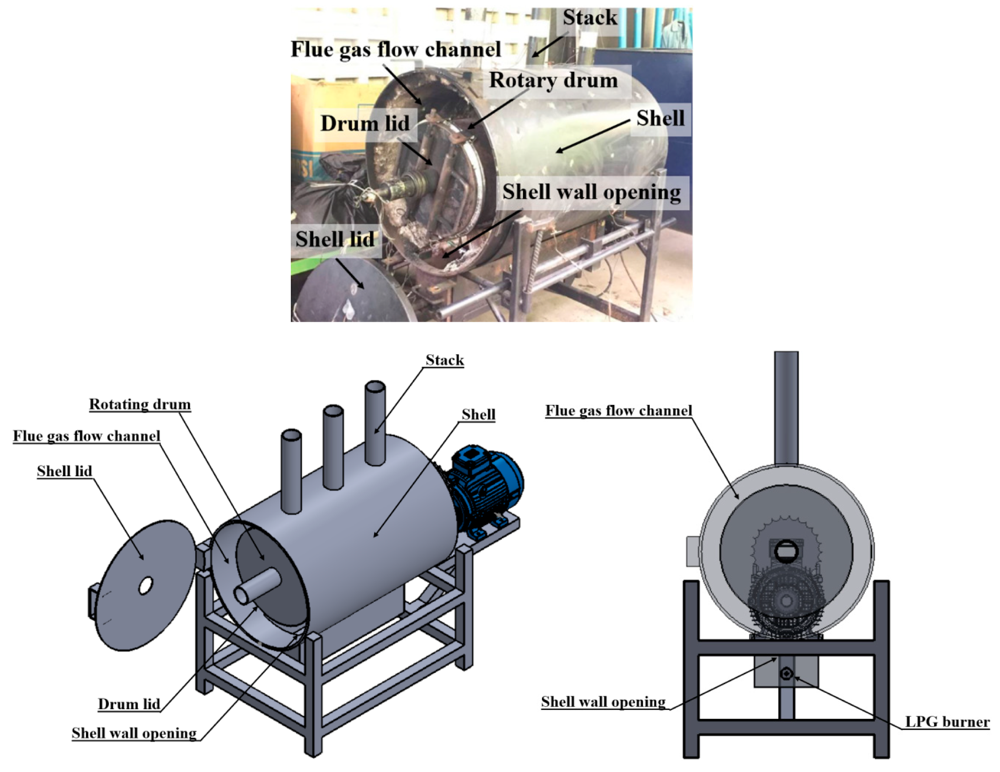 Stack
Flue gas flow channel
Rotary drum
Drum lid
Shell
Shell wall opening
Shell lid
Stack
Rotating drum
Shell
Flue gas flow channel
Shell lid
Drum lid
Shell wall opening
Flue gas flow channel
Shell wall opening
LPG burner